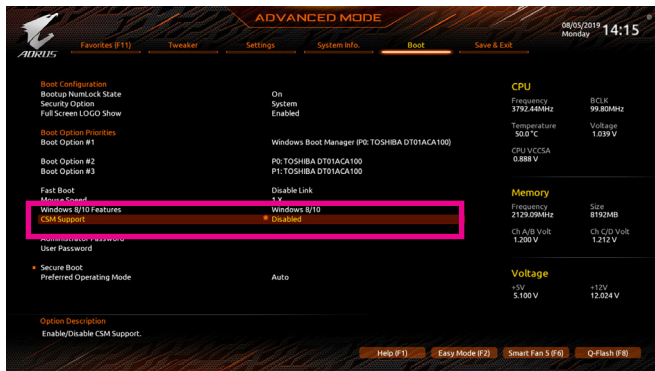 ADVANCED MODE
08/05/2019 Monday 14:15
AORUS
Favorites (F11) Tweaker Settings System Info. Boot Save & Exit
Boot Configuration
Bootup NumLock State On
Security Option System
Full Screen LOGO Show Enabled
Boot Option Priorities
Boot Option #1 Windows Boot Manager (P0: TOSHIBA DT01ACA100)
Boot Option #2 P0: TOSHIBA DT01ACA100
Boot Option #3 P1: TOSHIBA DT01ACA100
Fast Boot Disable Link
Mouse Speed 1 X
Windows 8/10 Features Windows 8/10
CSM Support * Disabled
Administrator Password
User Password
Secure Boot
Preferred Operating Mode Auto
Option Description
Enable/Disable CSM Support.
CPU
Frequency BCLK
3792.44MHz 99.80MHz
Temperature Voltage
50.0 °C 1.039 V
CPU VCCSA
0.888 V
Memory
Frequency Size
2129.09MHz 8192MB
Ch A/B Volt Ch C/D Volt
1.200 V 1.212 V
Voltage
+5V +12V
5.100 V 12.024 V
Help (F1) Easy Mode (F2) Smart Fan 5 (F6) Q-Flash (F8)